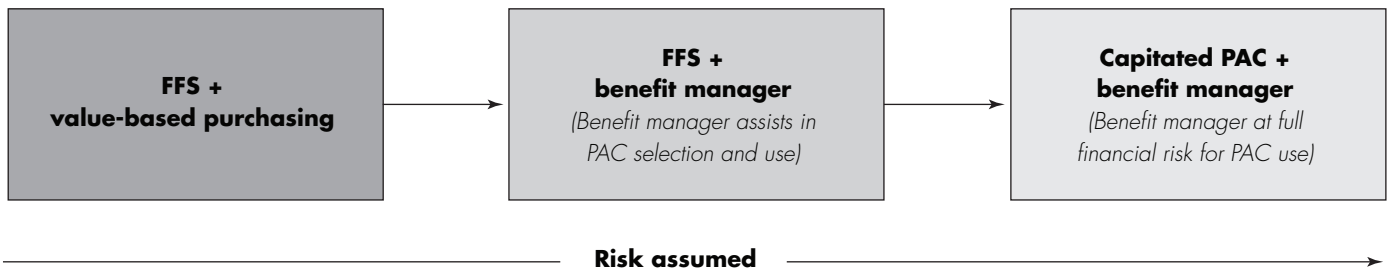 FFS +
value-based purchasing
FFS +
benefit manager
(Benefit manager assists in
PAC selection and use)
Capitated PAC +
benefit manager
(Benefit manager at full
financial risk for PAC use)
Risk assumed